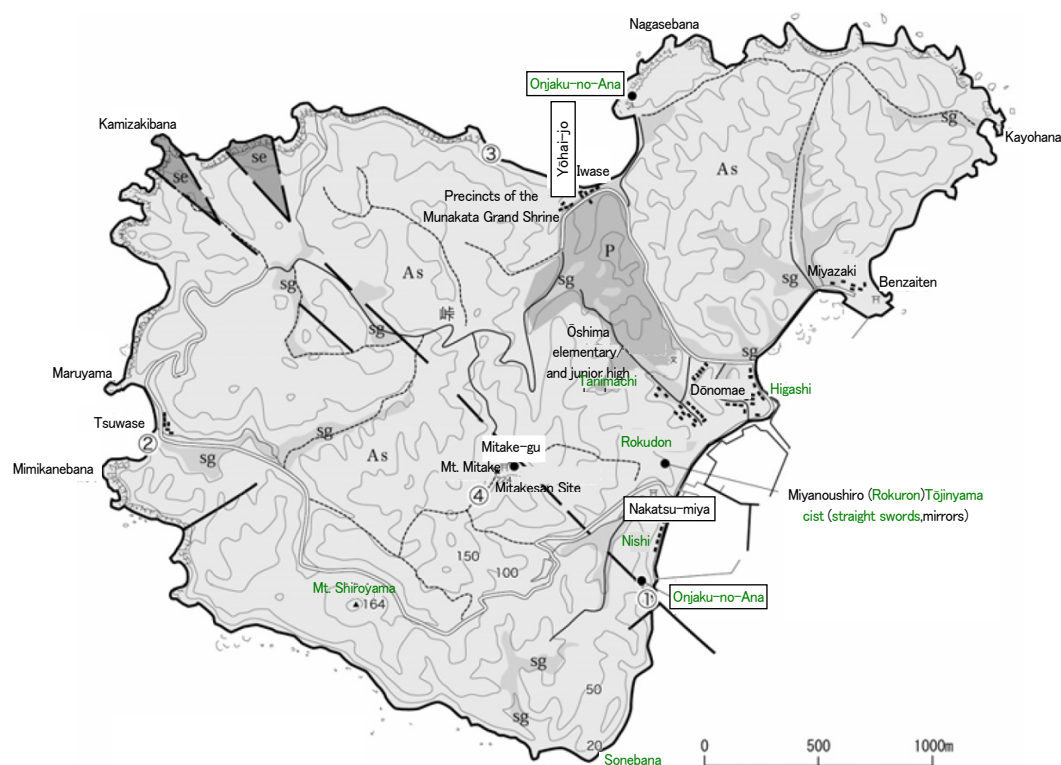 Nagasebana
Onjaku-no-Ana
Kamizakibana
Yōhai-jo
sg
Kayohana
③
se
se
Iwase
As
Precincts of the
Munakata Grand Shrine
P
sg
Miyazaki
sg
Benzaiten
As
sg
峠
sg
Ōshima
elementary/
and junior high
Tanimachi
sg
Maruyama
Dōnomae
Higashi
Tsuwase
②
sg
sg
Rokudon
Mitake-gu
As
Mt. Mitake
Mimikanebana
④
Mitakesan Site
Miyanoushiro (Rokuron)Tōjinyama
cist (straight swords,mirrors)
Nakatsu-miya
Nishi
150
100
Mt. Shiroyama
164
①
Onjaku-no-Ana
sg
50
sg
20
Sonebana
0
500
1000m